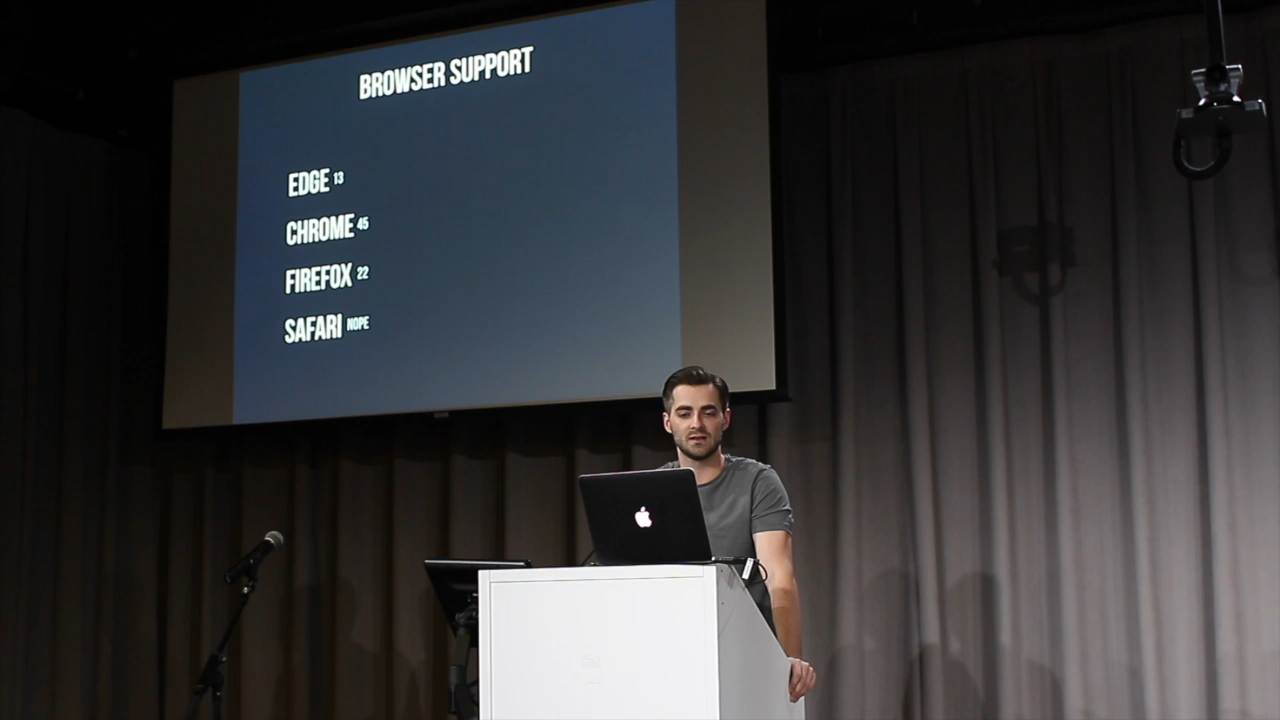 BROWSER SUPPORT
EDGE 13
CHROME 45
FIREFOX 22
SAFARI NOPE